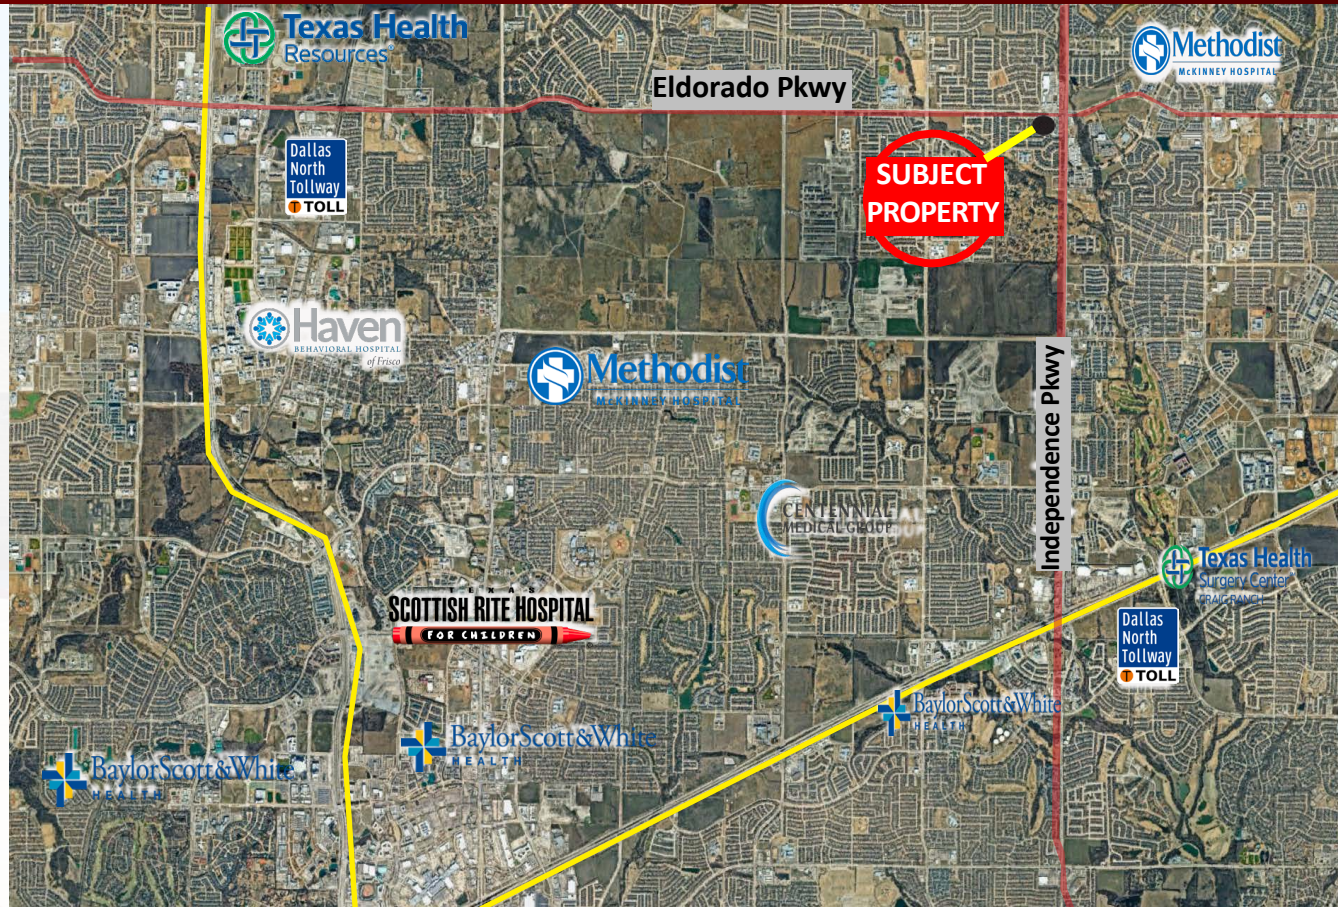 Texas Health
Resources®
Methodist
McKINNEY HOSPITAL
Eldorado Pkwy
Dallas
North
Tollway
T TOLL
SUBJECT
PROPERTY
Haven
BEHAVIORAL HOSPITAL
of Frisco
Methodist
McKINNEY HOSPITAL
Independence Pkwy
CENTENNIAL
MEDICAL GROUP
Texas Health
Surgery Center
CRAIG RANCH
TEXAS
SCOTTISH RITE HOSPITAL
FOR CHILDREN
Dallas
North
Tollway
T TOLL
BaylorScott&White
HEALTH
BaylorScott&White
HEALTH
BaylorScott&White
HEALTH